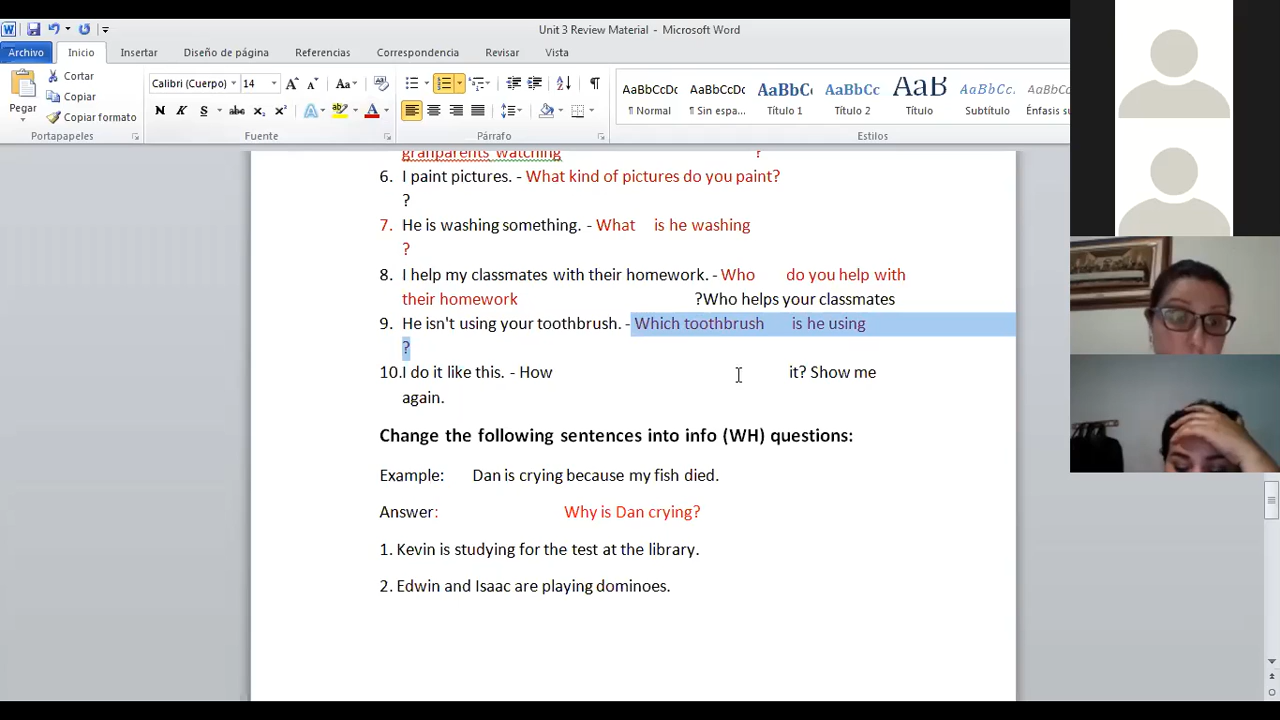 Unit 3 Review Material - Microsoft Word
Archivo Inicio Insertar Diseño de página Referencias Correspondencia Revisar Vista
Pegar
Cortar
Copiar
Copiar formato
Portapapeles
Calibri (Cuerpo) 14 Aa
N K S abc x₂ x² A A
Fuente
Párrafo
AaBbCcDc AaBbCcDc AaBbCc AaBbCc AaB AaBbCc. AaBbCc
¶ Normal ¶ Sin espa... Título 1 Título 2 Título Subtítulo Énfasis
Estilos
granparents watching ?
6. I paint pictures. - What kind of pictures do you paint?
?
7. He is washing something. - What is he washing
?
8. I help my classmates with their homework. - Who do you help with
their homework ?Who helps your classmates
9. He isn't using your toothbrush. - Which toothbrush is he using
?
10.I do it like this. - How it? Show me
again.
Change the following sentences into info (WH) questions:
Example: Dan is crying because my fish died.
Answer: Why is Dan crying?
1. Kevin is studying for the test at the library.
2. Edwin and Isaac are playing dominoes.